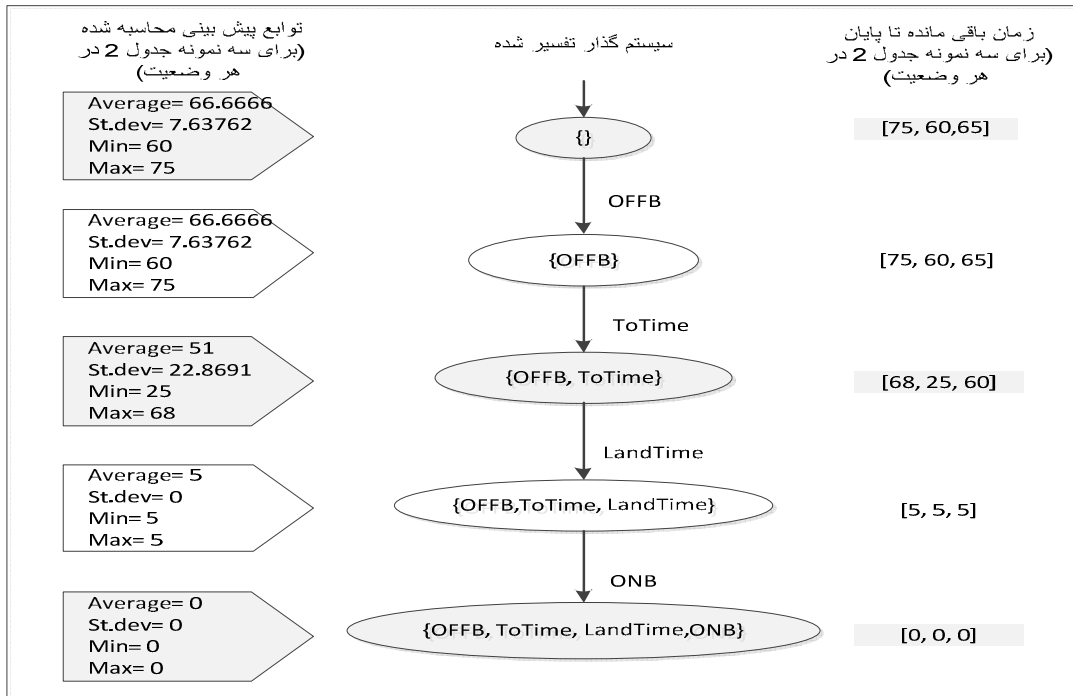 توابع پیش بینی محاسبه شده
(برای سه نمونه جدول 2 در
هر وضعیت)
سیستم گذار تفسیر شده
زمان باقی مانده تا پایان
(برای سه نمونه جدول 2 در
هر وضعیت)
Average= 66.6666
St.dev= 7.63762
Min= 60
Max= 75
{}
[75, 60,65]
OFFB
Average= 66.6666
St.dev= 7.63762
Min= 60
Max= 75
{OFFB}
[75, 60, 65]
ToTime
Average= 51
St.dev= 22.8691
Min= 25
Max= 68
{OFFB, ToTime}
[68, 25, 60]
LandTime
Average= 5
St.dev= 0
Min= 5
Max= 5
{OFFB,ToTime, LandTime}
[5, 5, 5]
ONB
Average= 0
St.dev= 0
Min= 0
Max= 0
{OFFB, ToTime, LandTime,ONB}
[0, 0, 0]